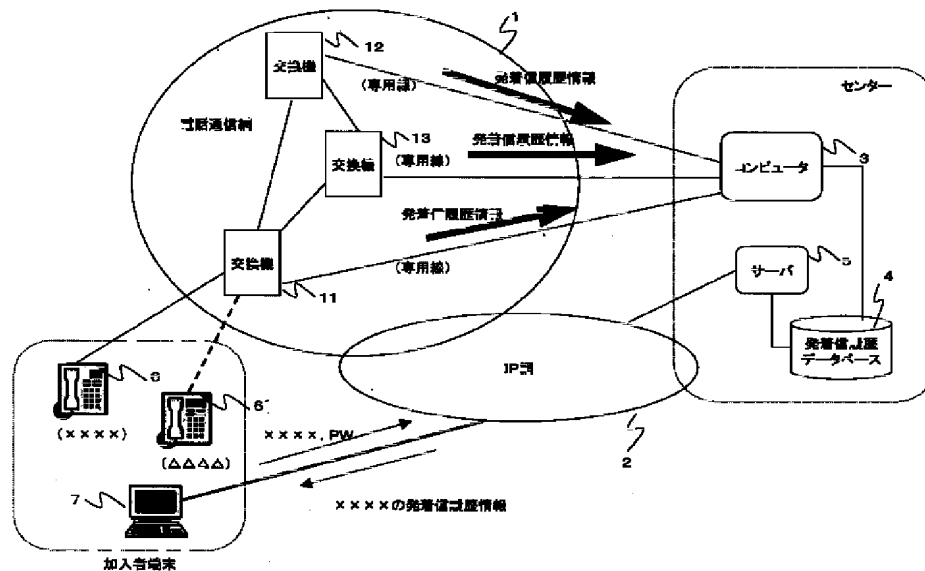 1
12
交換機
発着信履歴情報
(専用線)
センター
電話通信網
13
交換機
(専用線)
発着信履歴情報
コンピュータ
3
発着信履歴情報
交換機
(専用線)
11
サーバ
5
4
発着信履歴
データベース
IP網
6
(××××)
6'
(△△△△)
××××, PW
2
7
××××の発着信履歴情報
加入者端末